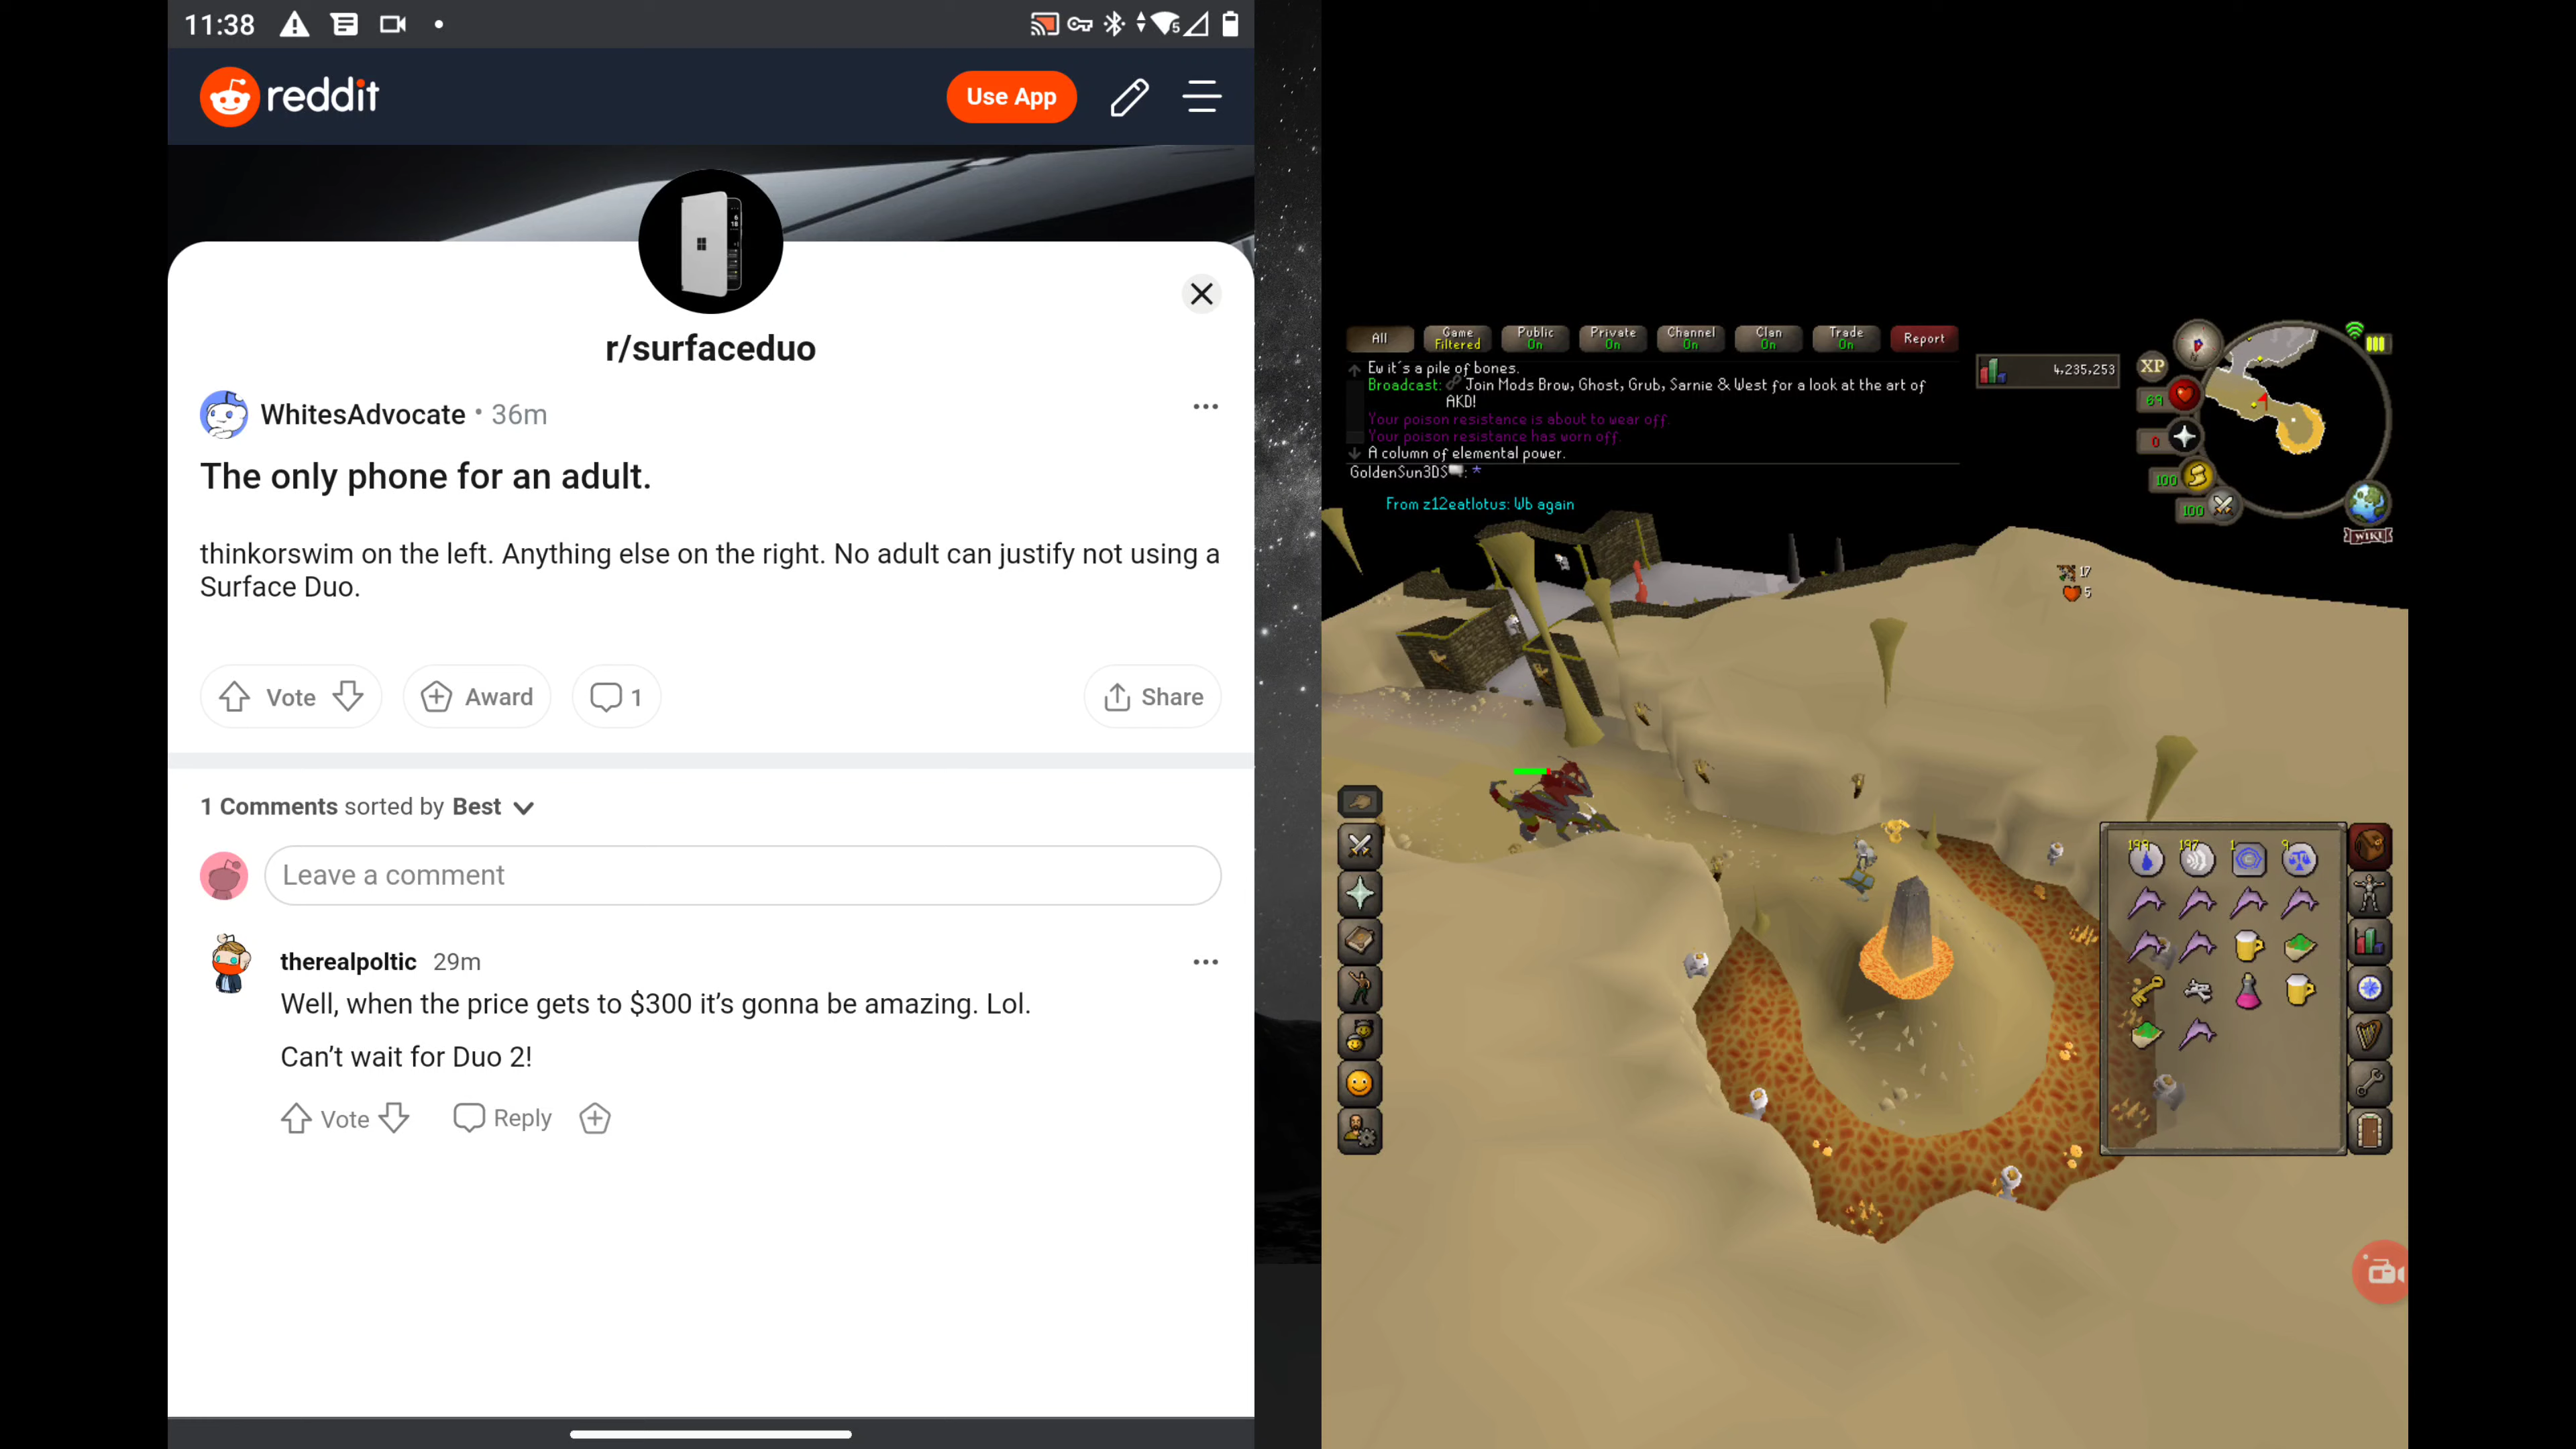 11:38
reddit
Use App
r/surfaceduo
WhitesAdvocate • 36m
The only phone for an adult.
thinkorswim on the left. Anything else on the right. No adult can justify not using a
Surface Duo.
Vote
Award
1
Share
1 Comments sorted by Best
Leave a comment
therealpoltic 29m
Well, when the price gets to $300 it’s gonna be amazing. Lol.
Can’t wait for Duo 2!
Vote
Reply
All
Game
Filtered
Public
On
Private
On
Channel
On
Clan
On
Trade
On
Report
Ew it's a pile of bones.
Broadcast: Join Mods Brow, Ghost, Grub, Sarnie & West for a look at the art of
AKD!
Your poison resistance is about to wear off.
Your poison resistance has worn off.
A column of elemental power.
GoldenSun3DS: *
From z12eatlotus: Wb again
4,235,253
XP
69
0
100
100
WIKI
17
5
199
197
1
9